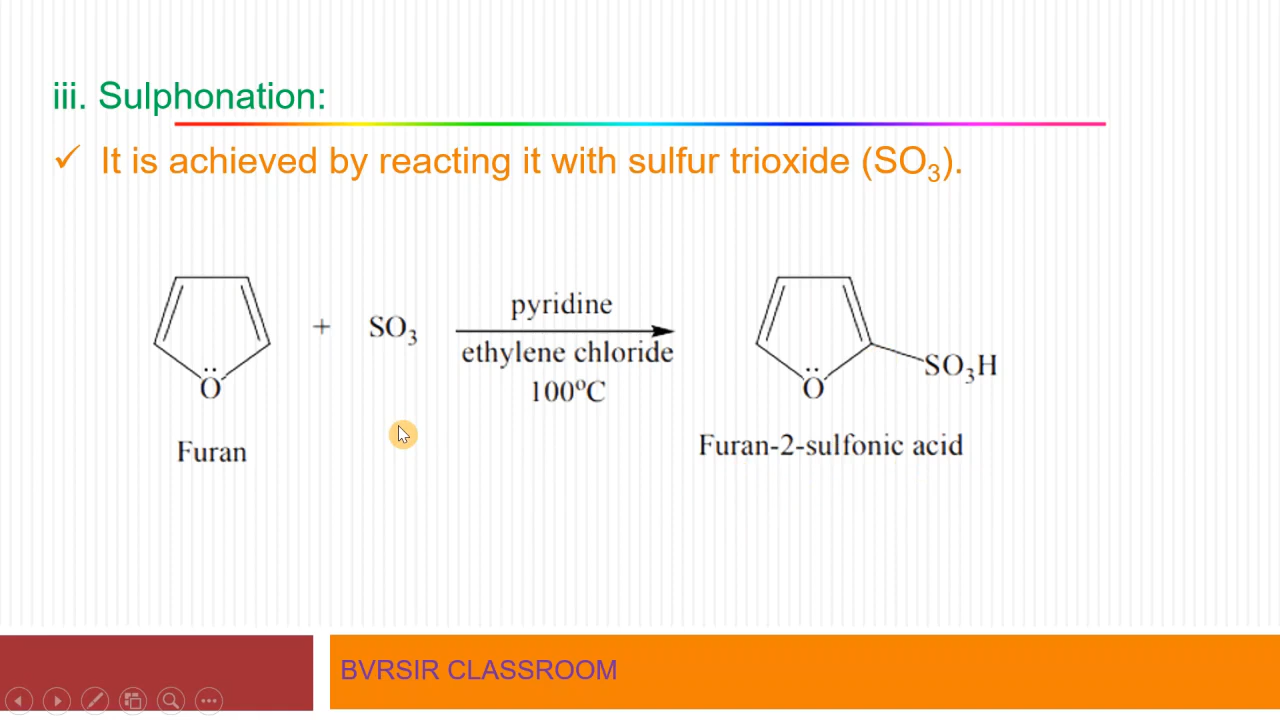 iii. Sulphonation:
✓ It is achieved by reacting it with sulfur trioxide (SO₃).
pyridine
+ SO₃
ethylene chloride
100°C
Ö
Ö
SO₃H
Furan
Furan-2-sulfonic acid
BVRSIR CLASSROOM